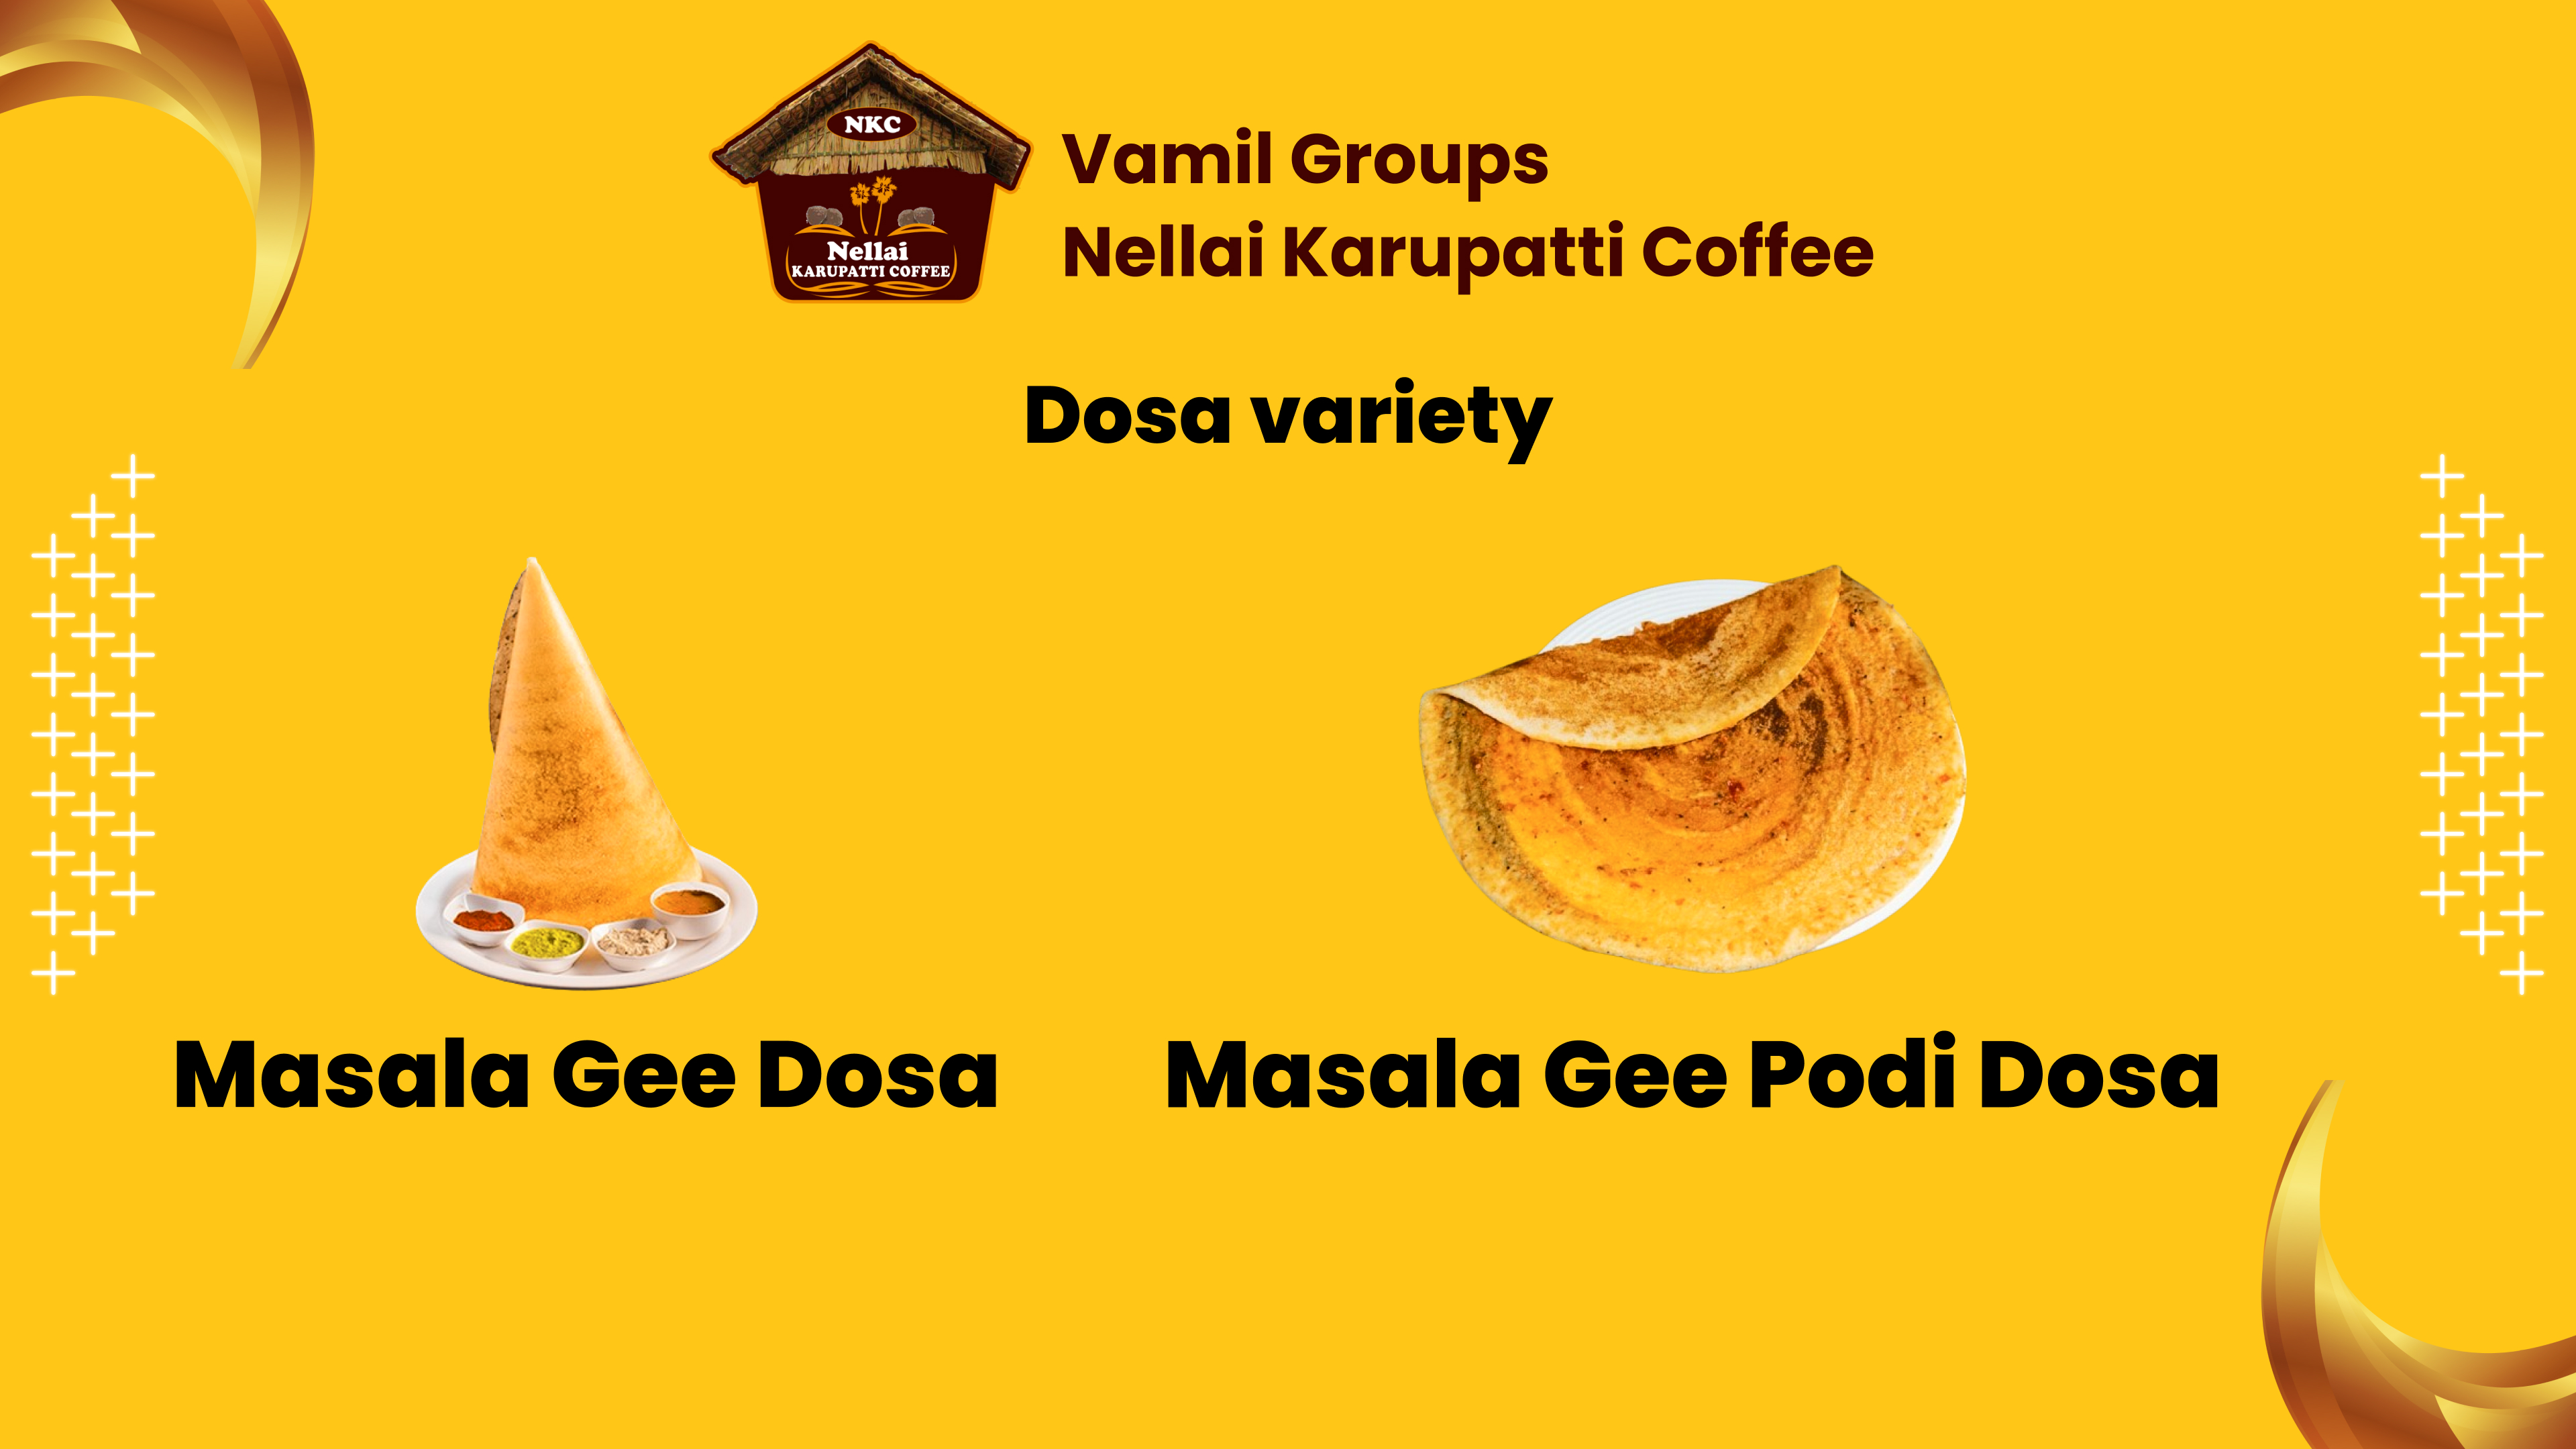 NKC
Nellai
KARUPATTI COFFEE
Vamil Groups
Nellai Karupatti Coffee
Dosa variety
Masala Gee Dosa
Masala Gee Podi Dosa